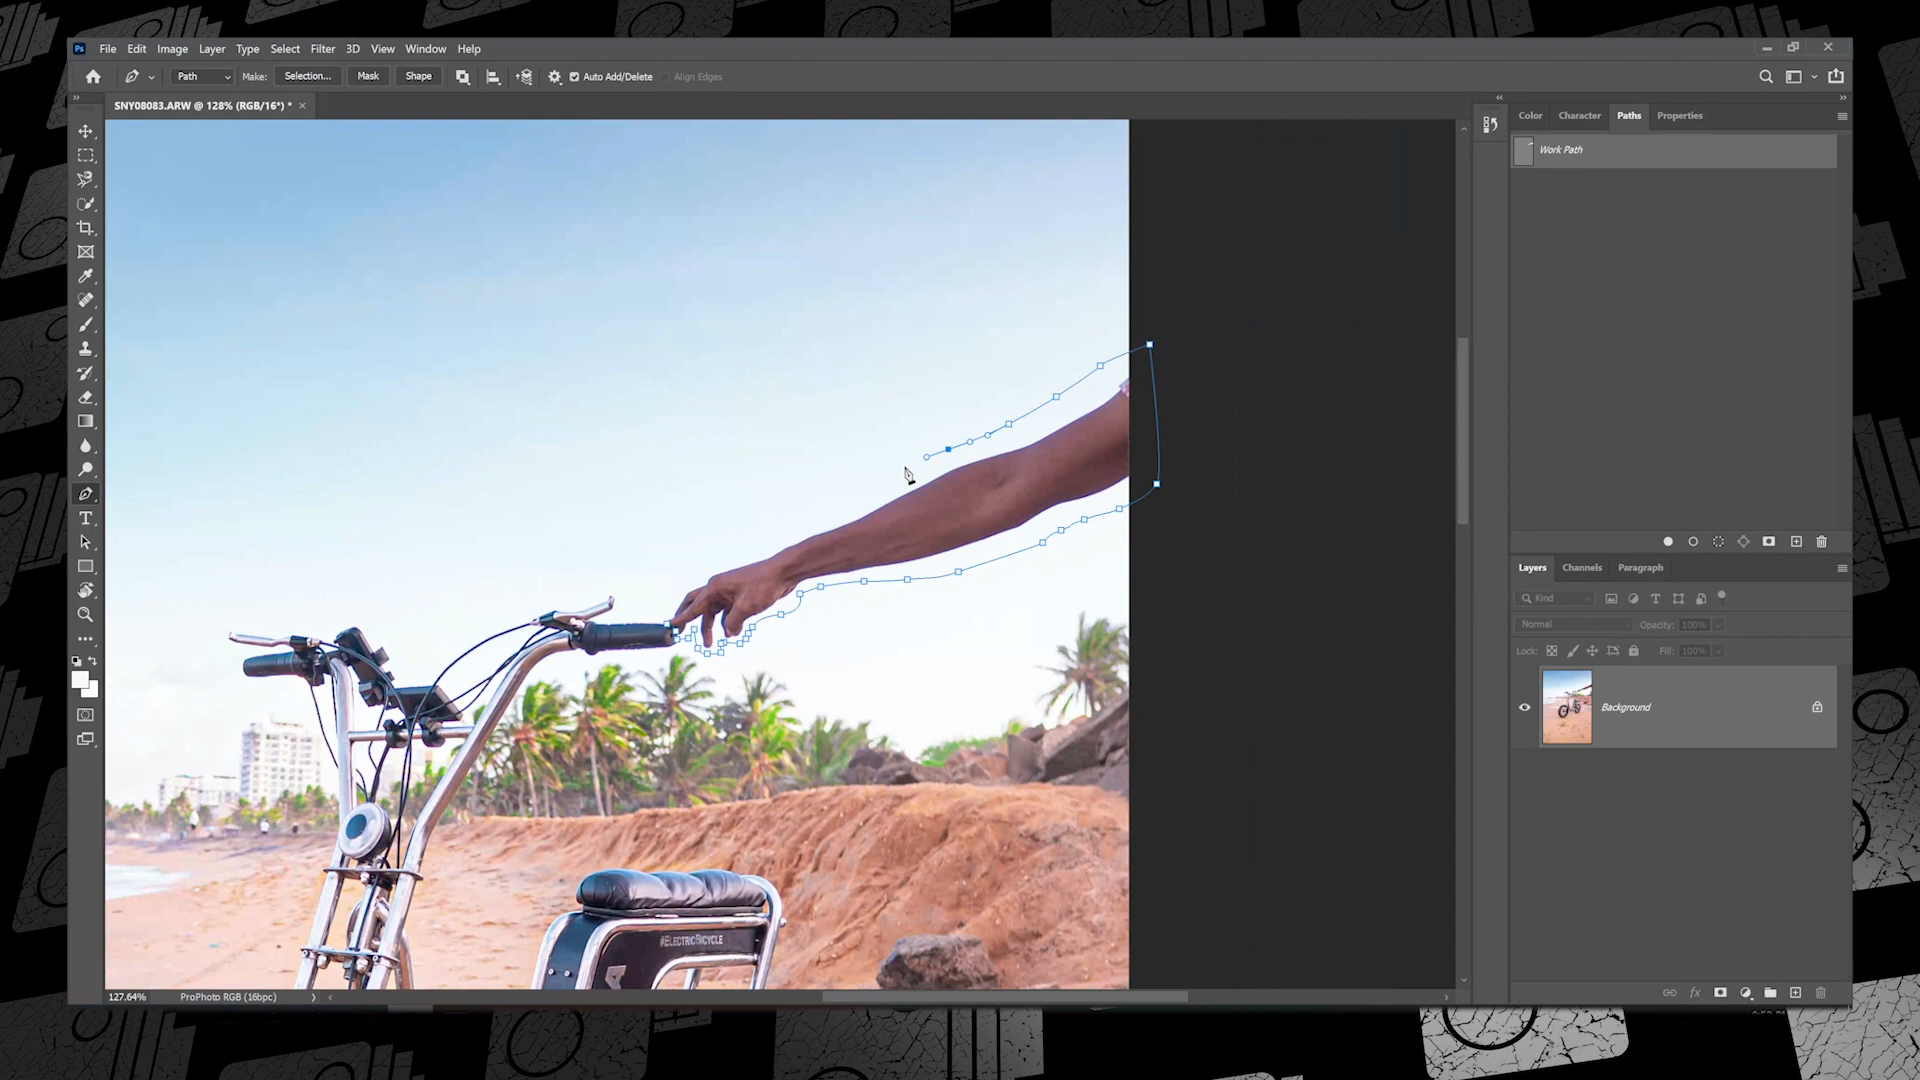 Ps File Edit Image Layer Type Select Filter 3D View Window Help
Path Make: Selection... Mask Shape Auto Add/Delete Align Edges
SNY08083.ARW @ 128% (RGB/16*) *
Color Character Paths Properties
Work Path
Layers Channels Paragraph
Kind
Normal Opacity: 100%
Lock: Fill: 100%
Background
#ELECTRICBICYCLE
127.64% ProPhoto RGB (16bpc)